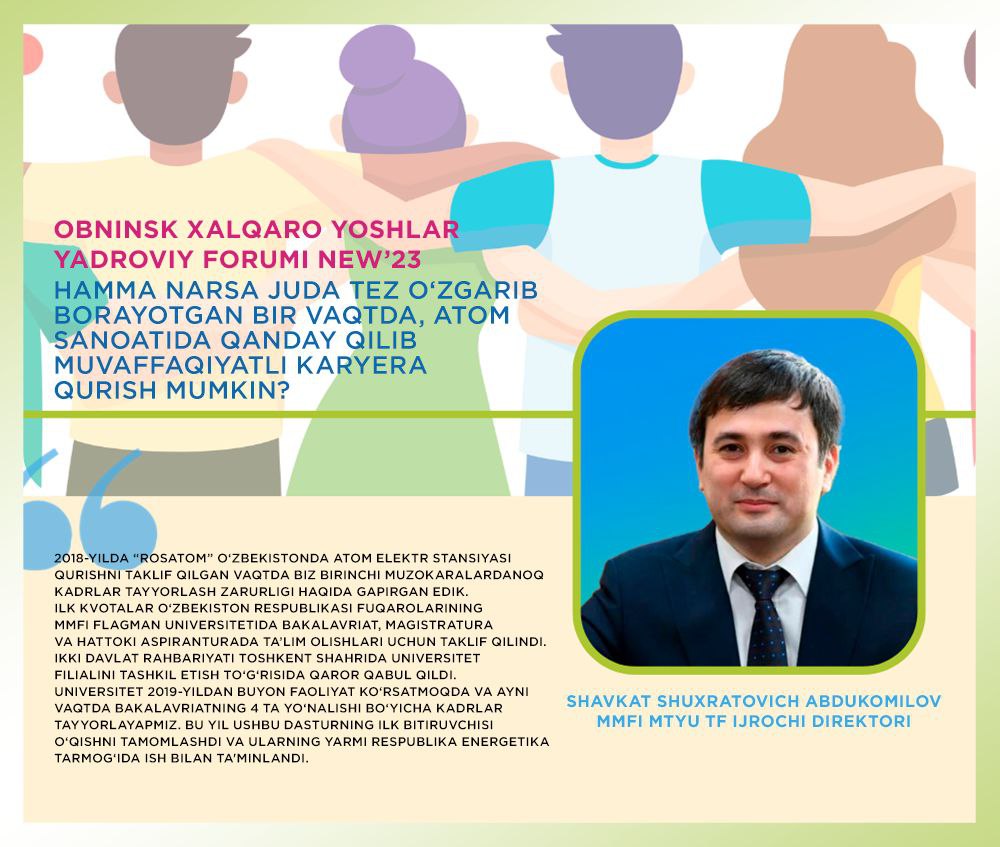 OBNINSK XALQARO YOSHLAR
YADROVIY FORUMI NEW’23
HAMMA NARSA JUDA TEZ O‘ZGARIB
BORAYOTGAN BIR VAQTDA, ATOM
SANOATIDA QANDAY QILIB
MUVAFFAQIYATLI KARYERA
QURISH MUMKIN?
2018-YILDA “ROSATOM” O‘ZBEKISTONDA ATOM ELEKTR STANSIYASI
QURISHNI TAKLIF QILGAN VAQTDA BIZ BIRINCHI MUZOKARALARDANOQ
KADRLAR TAYYORLASH ZARURLIGI HAQIDA GAPIRGAN EDIK.
ILK KVOTALAR O‘ZBEKISTON RESPUBLIKASI FUQAROLARINING
MMFI FLAGMAN UNIVERSITETIDA BAKALAVRIAT, MAGISTRATURA
VA HATTOKI ASPIRANTURADA TA’LIM OLISHLARI UCHUN TAKLIF QILINDI.
IKKI DAVLAT RAHBARIYATI TOSHKENT SHAHRIDA UNIVERSITET
FILIALINI TASHKIL ETISH TO‘G‘RISIDA QAROR QABUL QILDI.
UNIVERSITET 2019-YILDAN BUYON FAOLIYAT KO‘RSATMOQDA VA AYNI
VAQTDA BAKALAVRIATNING 4 TA YO‘NALISHI BO‘YICHA KADRLAR
TAYYORLAYAPMIZ. BU YIL USHBU DASTURNING ILK BITIRUVCHISI
O‘QISHNI TAMOMLASHDI VA ULARNING YARMI RESPUBLIKA ENERGETIKA
TARMOG‘IDA ISH BILAN TA’MINLANDI.
SHAVKAT SHUXRATOVICH ABDUKOMILOV
MMFI MTYU TF IJROCHI DIREKTORI